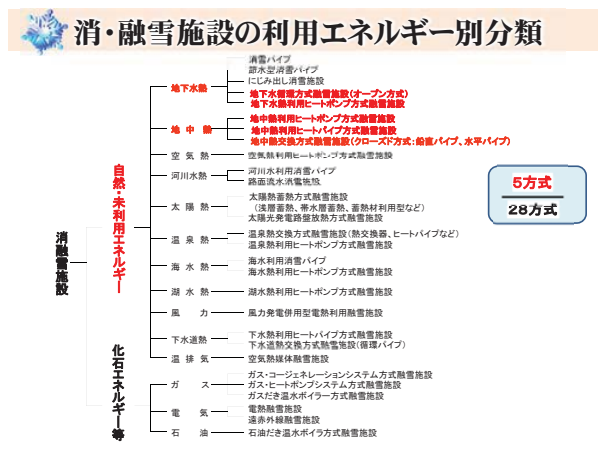 消・融雪施設の利用エネルギー別分類
消融雪施設
自然・未利用エネルギー
地下水熱
消雪パイプ
節水型消雪パイプ
にじみ出し消雪施設
地下水循環方式融雪施設(オープン方式)
地下水熱利用ヒートポンプ方式融雪施設
地中熱
地中熱利用ヒートポンプ方式融雪施設
地中熱利用ヒートパイプ方式融雪施設
地中熱交換方式融雪施設(クローズド方式:鉛直パイプ、水平パイプ)
空気熱
空気熱利用ヒートポンプ方式融雪施設
河川水熱
河川水利用消雪パイプ
路面流水消雪施設
太陽熱
太陽熱蓄熱方式融雪施設
(浅層蓄熱、帯水層蓄熱、蓄熱材利用型など)
太陽光発電路盤放熱方式融雪施設
温泉熱
温泉熱交換方式融雪施設(熱交換器、ヒートパイプなど)
温泉熱利用ヒートポンプ方式融雪施設
海水熱
海水利用消雪パイプ
海水熱利用ヒートポンプ方式融雪施設
湖水熱
湖水熱利用ヒートポンプ方式融雪施設
風力
風力発電併用型電熱利用融雪施設
下水道熱
下水熱利用ヒートパイプ方式融雪施設
下水道熱交換方式融雪施設(循環パイプ)
温排気
空気熱媒体融雪施設
化石エネルギー等
ガス
ガス・コージェネレーションシステム方式融雪施設
ガス・ヒートポンプシステム方式融雪施設
ガスだき温水ボイラー方式融雪施設
電気
電熱融雪施設
遠赤外線融雪施設
石油
石油だき温水ボイラ方式融雪施設
5方式
28方式